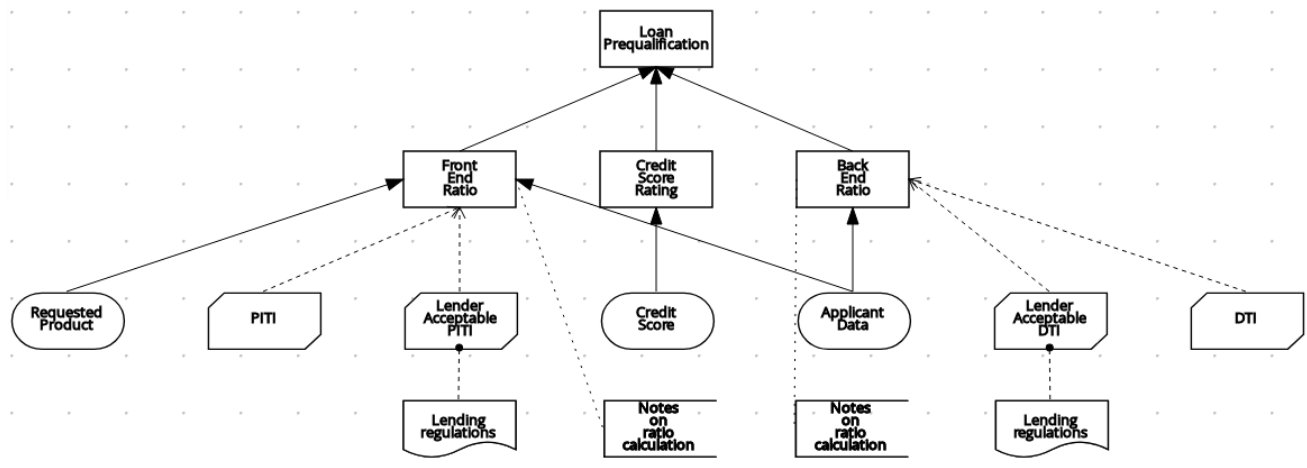 Loan
Prequalification
Front
End
Ratio
Credit
Score
Rating
Back
End
Ratio
Requested
Product
PITI
Lender
Acceptable
PITI
Credit
Score
Applicant
Data
Lender
Acceptable
DTI
DTI
Lending
regulations
Notes
on
ratio
calculation
Notes
on
ratio
calculation
Lending
regulations